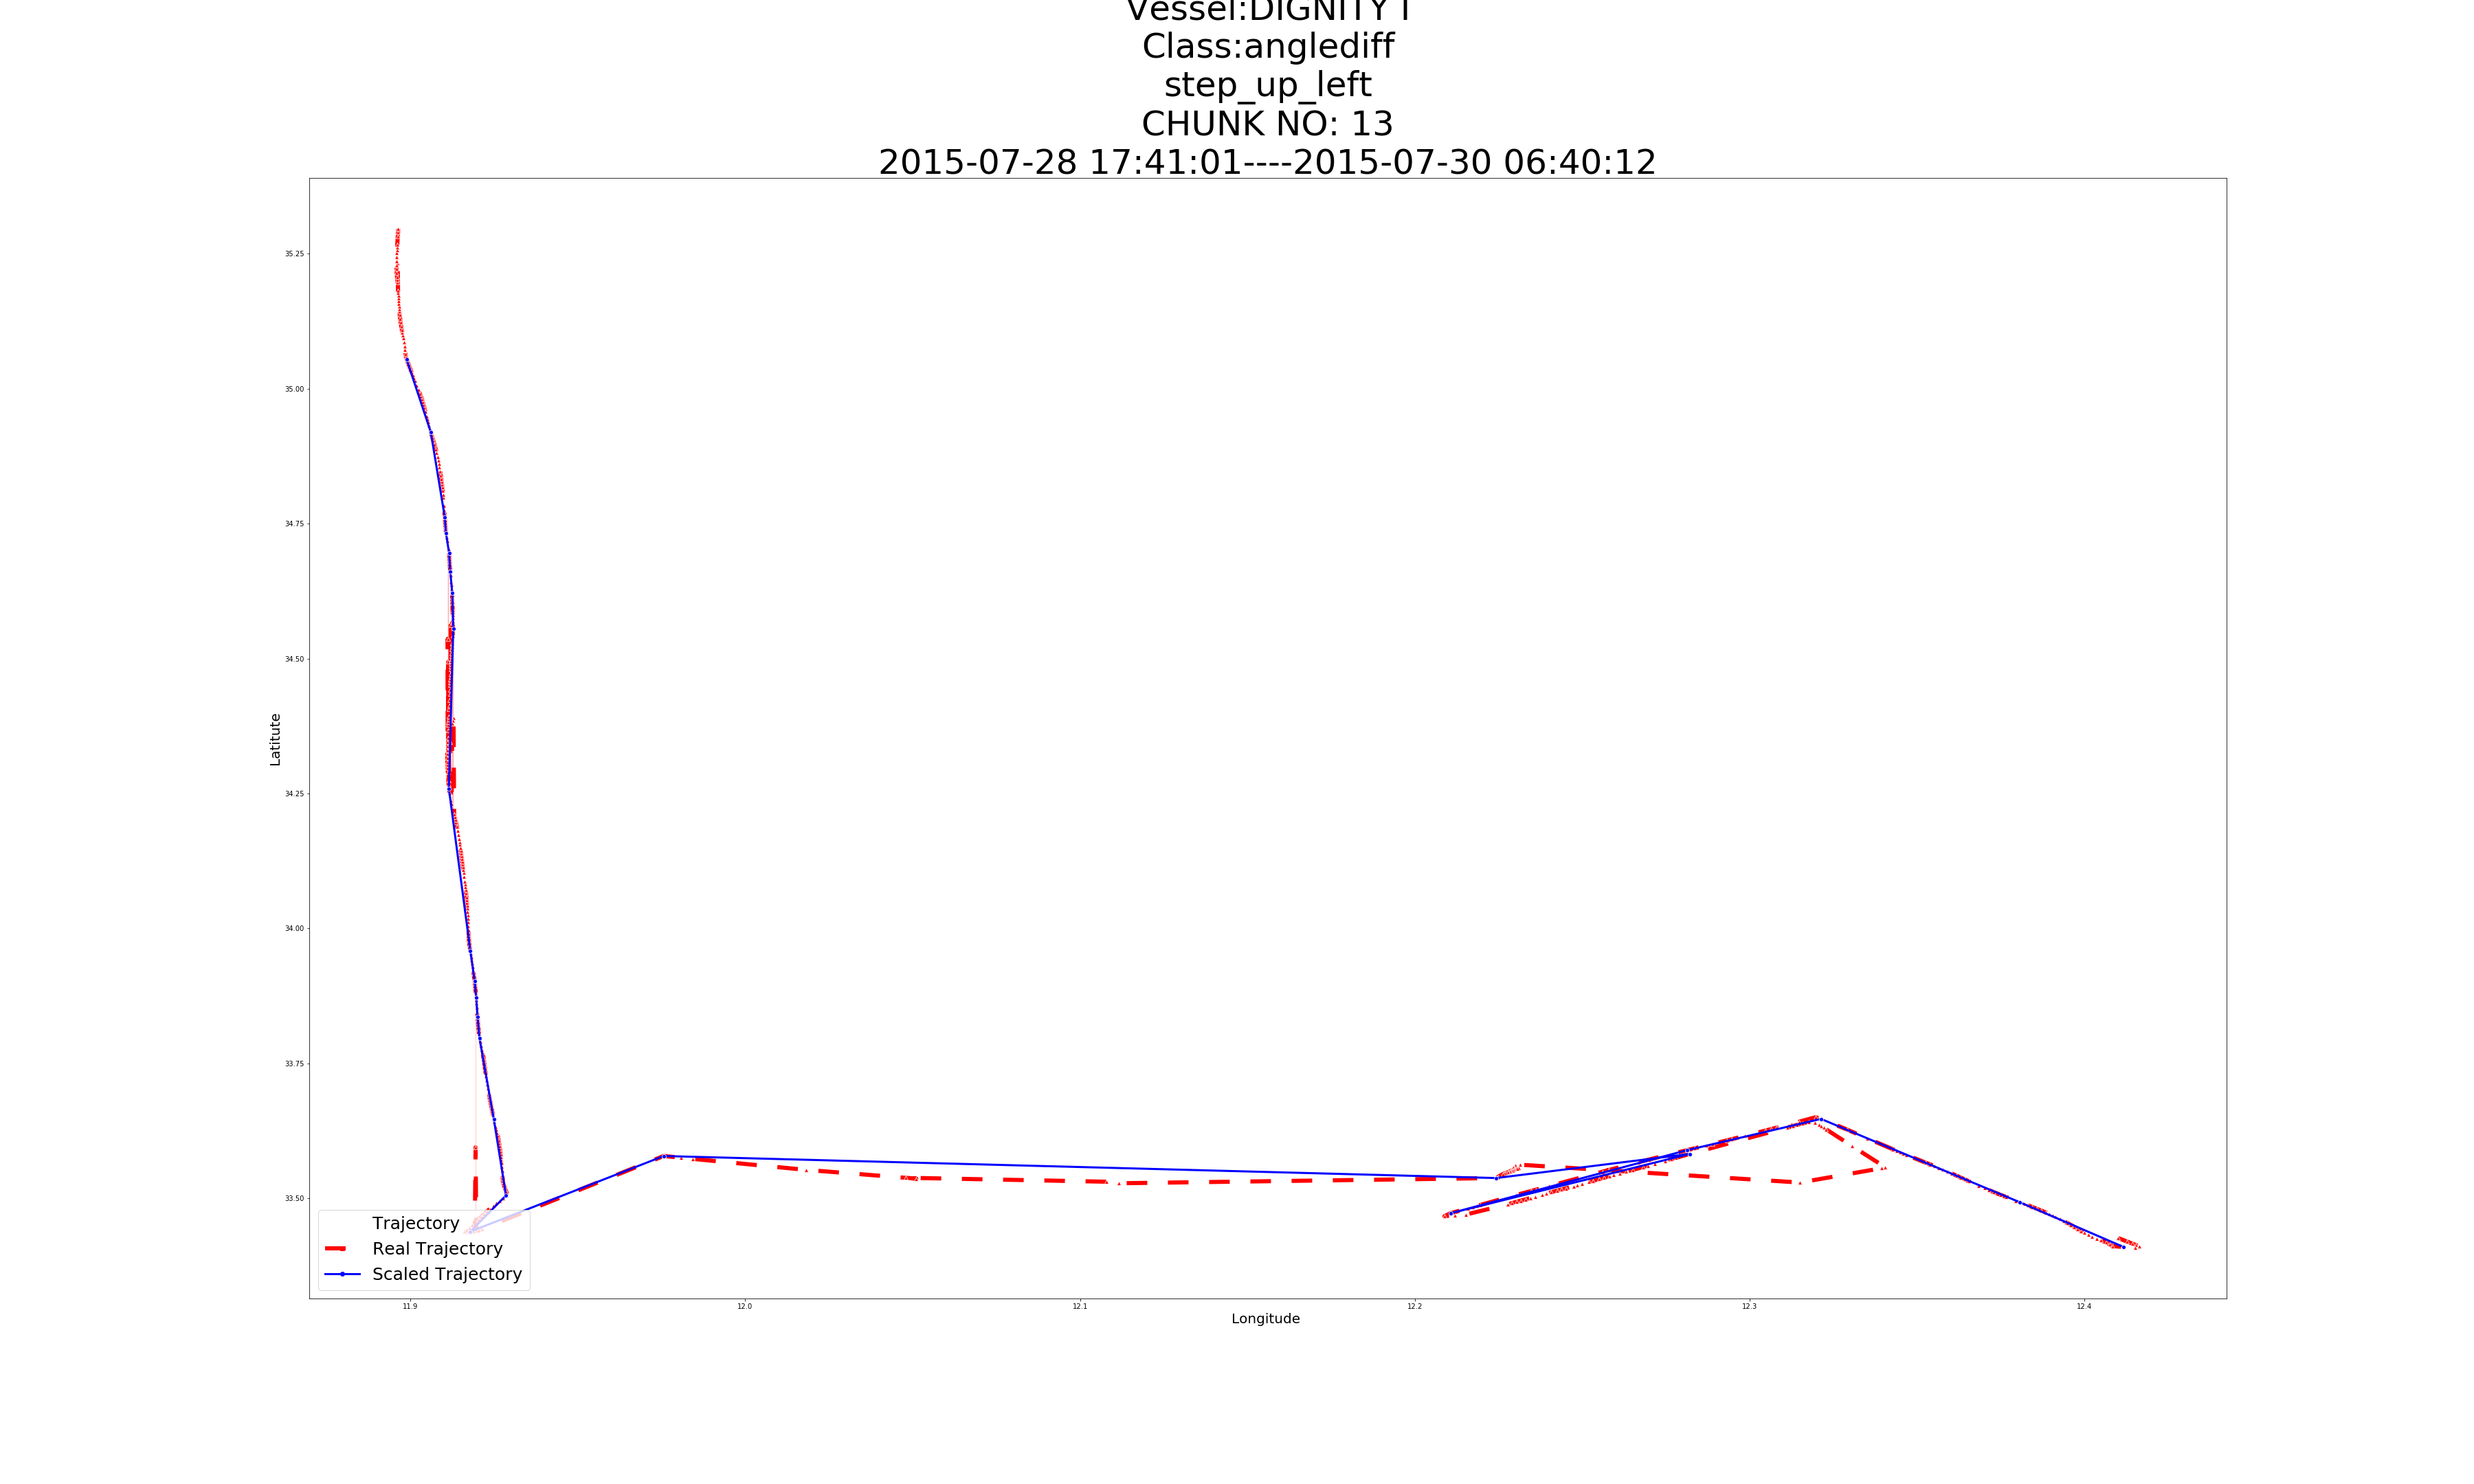 Vessel:DIGNITY I
Class:anglediff
step_up_left
CHUNK NO: 13
2015-07-28 17:41:01----2015-07-30 06:40:12
35.25
35.00
34.75
34.50
34.25
34.00
33.75
33.50
Latitute
Trajectory
Real Trajectory
Scaled Trajectory
11.9
12.0
12.1
12.2
12.3
12.4
Longitude